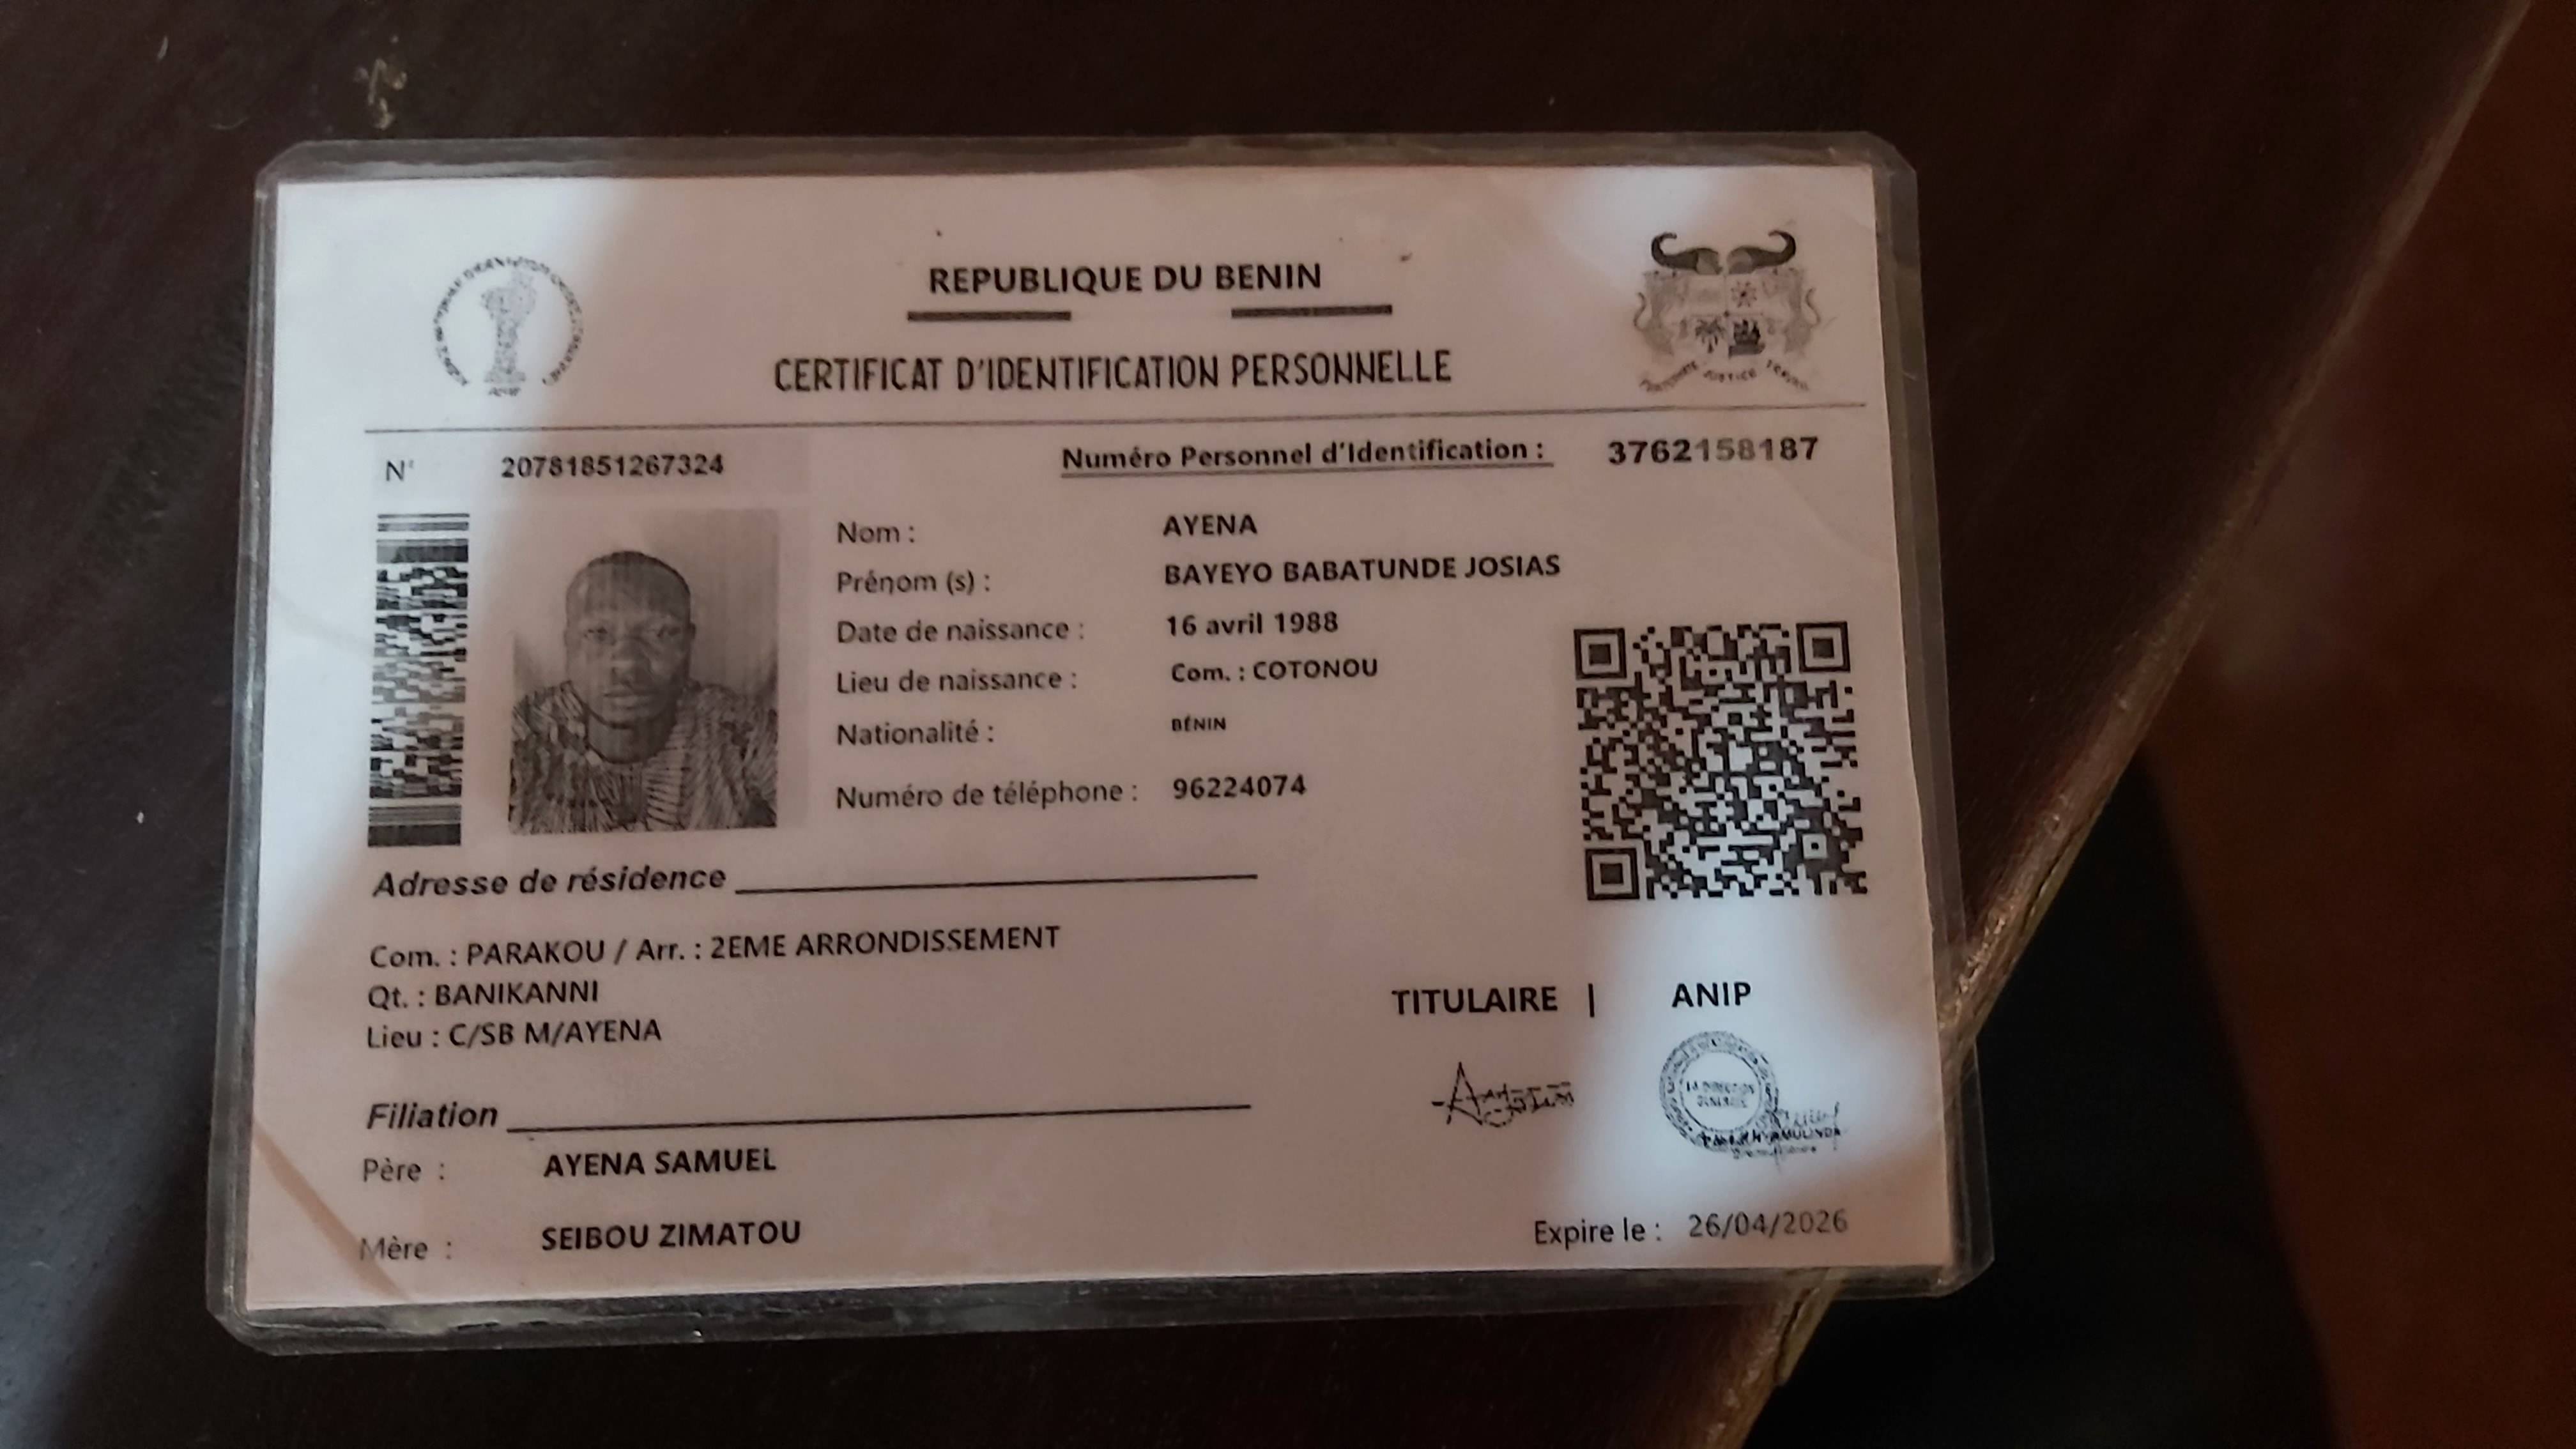 REPUBLIQUE DU BENIN
CERTIFICAT D'IDENTIFICATION PERSONNELLE
N° 20781851267324
Numéro Personnel d'Identification : 3762158187
Nom : AYENA
Prénom (s) : BAYEYO BABATUNDE JOSIAS
Date de naissance : 16 avril 1988
Lieu de naissance : Com. : COTONOU
Nationalité : BÉNIN
Numéro de téléphone : 96224074
Adresse de résidence
Com. : PARAKOU / Arr. : 2EME ARRONDISSEMENT
Qt. : BANIKANNI
Lieu : C/SB M/AYENA
TITULAIRE | ANIP
LA DIRECTION
GENERALE
Filiation
Père : AYENA SAMUEL
Mère : SEIBOU ZIMATOU
Expire le : 26/04/2026